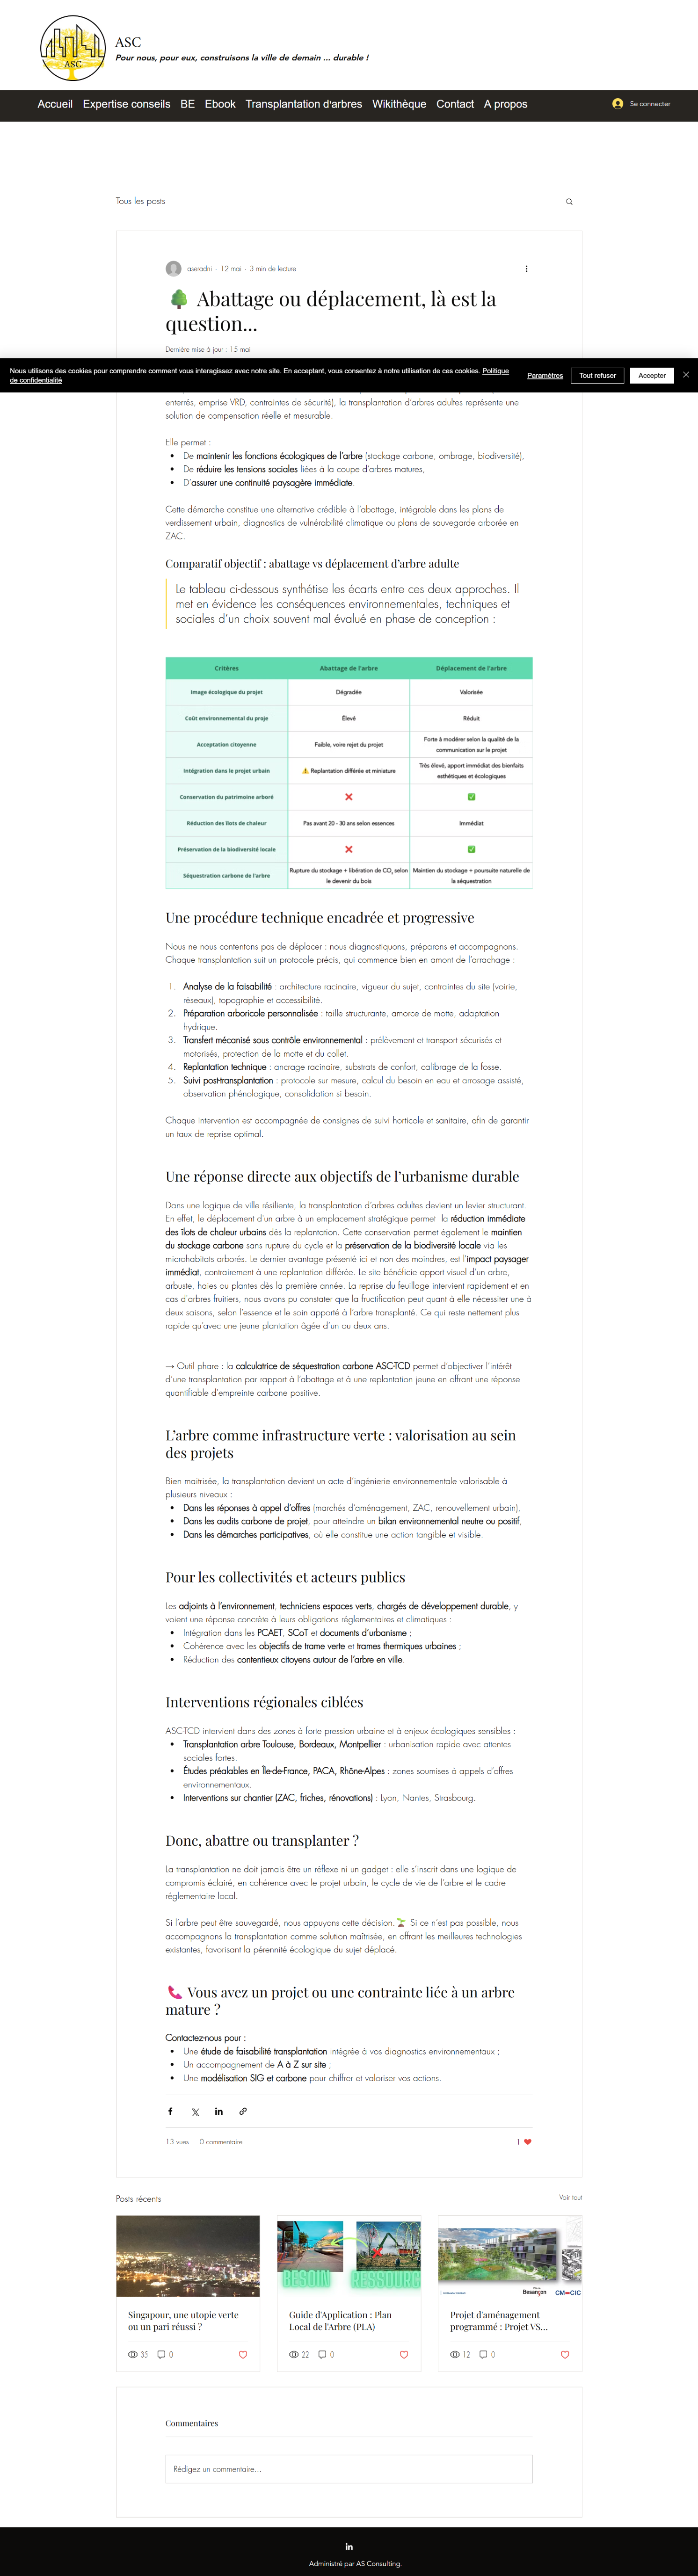 ASC
ASC
Pour nous, pour eux, construisons la ville de demain ... durable !
Accueil Expertise conseils BE Ebook Transplantation d'arbres Wikithèque Contact A propos
Se connecter
Tous les posts
aseradni · 12 mai · 3 min de lecture
🌳 Abattage ou déplacement, là est la
question...
Dernière mise à jour : 15 mai
Nous utilisons des cookies pour comprendre comment vous interagissez avec notre site. En acceptant, vous consentez à notre utilisation de ces cookies. Politique
de confidentialité
Paramètres
Tout refuser
Accepter
enterrés, emprise VRD, contraintes de sécurité), la transplantation d’arbres adultes représente une
solution de compensation réelle et mesurable.
Elle permet :
• De maintenir les fonctions écologiques de l’arbre (stockage carbone, ombrage, biodiversité),
• De réduire les tensions sociales liées à la coupe d’arbres matures,
• D’assurer une continuité paysagère immédiate.
Cette démarche constitue une alternative crédible à l’abattage, intégrable dans les plans de
verdissement urbain, diagnostics de vulnérabilité climatique ou plans de sauvegarde arborée en
ZAC.
Comparatif objectif : abattage vs déplacement d’arbre adulte
Le tableau ci-dessous synthétise les écarts entre ces deux approches. Il
met en évidence les conséquences environnementales, techniques et
sociales d’un choix souvent mal évalué en phase de conception :
Critères Abattage de l'arbre Déplacement de l'arbre
Image écologique du projet Dégradée Valorisée
Coût environnemental du proje Élevé Réduit
Acceptation citoyenne Faible, voire rejet du projet Forte à modérer selon la qualité de la
communication sur le projet
Intégration dans le projet urbain ⚠️ Replantation différée et miniature Très élevé, apport immédiat des bienfaits
esthétiques et écologiques
Conservation du patrimoine arboré ❌ ✅
Réduction des îlots de chaleur Pas avant 20 - 30 ans selon essences Immédiat
Préservation de la biodiversité locale ❌ ✅
Séquestration carbone de l'arbre Rupture du stockage + libération de CO2 selon
le devenir du bois Maintien du stockage + poursuite naturelle de
la séquestration
Une procédure technique encadrée et progressive
Nous ne nous contentons pas de déplacer : nous diagnostiquons, préparons et accompagnons.
Chaque transplantation suit un protocole précis, qui commence bien en amont de l’arrachage :
1. Analyse de la faisabilité : architecture racinaire, vigueur du sujet, contraintes du site (voirie,
réseaux), topographie et accessibilité.
2. Préparation arboricole personnalisée : taille structurante, amorce de motte, adaptation
hydrique.
3. Transfert mécanisé sous contrôle environnemental : prélèvement et transport sécurisés et
motorisés, protection de la motte et du collet.
4. Replantation technique : ancrage racinaire, substrats de confort, calibrage de la fosse.
5. Suivi post-transplantation : protocole sur mesure, calcul du besoin en eau et arrosage assisté,
observation phénologique, consolidation si besoin.
Chaque intervention est accompagnée de consignes de suivi horticole et sanitaire, afin de garantir
un taux de reprise optimal.
Une réponse directe aux objectifs de l’urbanisme durable
Dans une logique de ville résiliente, la transplantation d’arbres adultes devient un levier structurant.
En effet, le déplacement d'un arbre à un emplacement stratégique permet la réduction immédiate
des îlots de chaleur urbains dès la replantation. Cette conservation permet également le maintien
du stockage carbone sans rupture du cycle et la préservation de la biodiversité locale via les
microhabitats arborés. Le dernier avantage présenté ici et non des moindres, est l'impact paysager
immédiat, contrairement à une replantation différée. Le site bénéficie apport visuel d'un arbre,
arbuste, haies ou plantes dès la première année. La reprise du feuillage intervient rapidement et en
cas d'arbres fruitiers, nous avons pu constater que la fructification peut quant à elle nécessiter une à
deux saisons, selon l'essence et le soin apporté à l’arbre transplanté. Ce qui reste nettement plus
rapide qu’avec une jeune plantation âgée d’un ou deux ans.
→ Outil phare : la calculatrice de séquestration carbone ASC-TCD permet d’objectiver l’intérêt
d’une transplantation par rapport à l’abattage et à une replantation jeune en offrant une réponse
quantifiable d’empreinte carbone positive.
L’arbre comme infrastructure verte : valorisation au sein
des projets
Bien maitrisée, la transplantation devient un acte d’ingénierie environnementale valorisable à
plusieurs niveaux :
• Dans les réponses à appel d’offres (marchés d’aménagement, ZAC, renouvellement urbain),
• Dans les audits carbone de projet, pour atteindre un bilan environnemental neutre ou positif,
• Dans les démarches participatives, où elle constitue une action tangible et visible.
Pour les collectivités et acteurs publics
Les adjoints à l’environnement, techniciens espaces verts, chargés de développement durable, y
voient une réponse concrète à leurs obligations réglementaires et climatiques :
• Intégration dans les PCAET, SCoT et documents d’urbanisme ;
• Cohérence avec les objectifs de trame verte et trames thermiques urbaines ;
• Réduction des contentieux citoyens autour de l’arbre en ville.
Interventions régionales ciblées
ASC-TCD intervient dans des zones à forte pression urbaine et à enjeux écologiques sensibles :
• Transplantation arbre Toulouse, Bordeaux, Montpellier : urbanisation rapide avec attentes
sociales fortes.
• Études préalables en Île-de-France, PACA, Rhône-Alpes : zones soumises à appels d’offres
environnementaux.
• Interventions sur chantier (ZAC, friches, rénovations) : Lyon, Nantes, Strasbourg.
Donc, abattre ou transplanter ?
La transplantation ne doit jamais être un réflexe ni un gadget : elle s’inscrit dans une logique de
compromis éclairé, en cohérence avec le projet urbain, le cycle de vie de l’arbre et le cadre
réglementaire local.
Si l’arbre peut être sauvegardé, nous appuyons cette décision.🌱 Si ce n’est pas possible, nous
accompagnons la transplantation comme solution maîtrisée, en offrant les meilleures technologies
existantes, favorisant la pérennité écologique du sujet déplacé.
📞 Vous avez un projet ou une contrainte liée à un arbre
mature ?
Contactez-nous pour :
• Une étude de faisabilité transplantation intégrée à vos diagnostics environnementaux ;
• Un accompagnement de A à Z sur site ;
• Une modélisation SIG et carbone pour chiffrer et valoriser vos actions.
13 vues 0 commentaire
1
Posts récents
Voir tout
BESOIN
RESSOURCE
Besançon
CM-CIC
Singapour, une utopie verte
ou un pari réussi ?
35 0
Guide d'Application : Plan
Local de l'Arbre (PLA)
22 0
Projet d'aménagement
programmé : Projet VS...
12 0
Commentaires
Rédigez un commentaire...
Administré par AS Consulting.